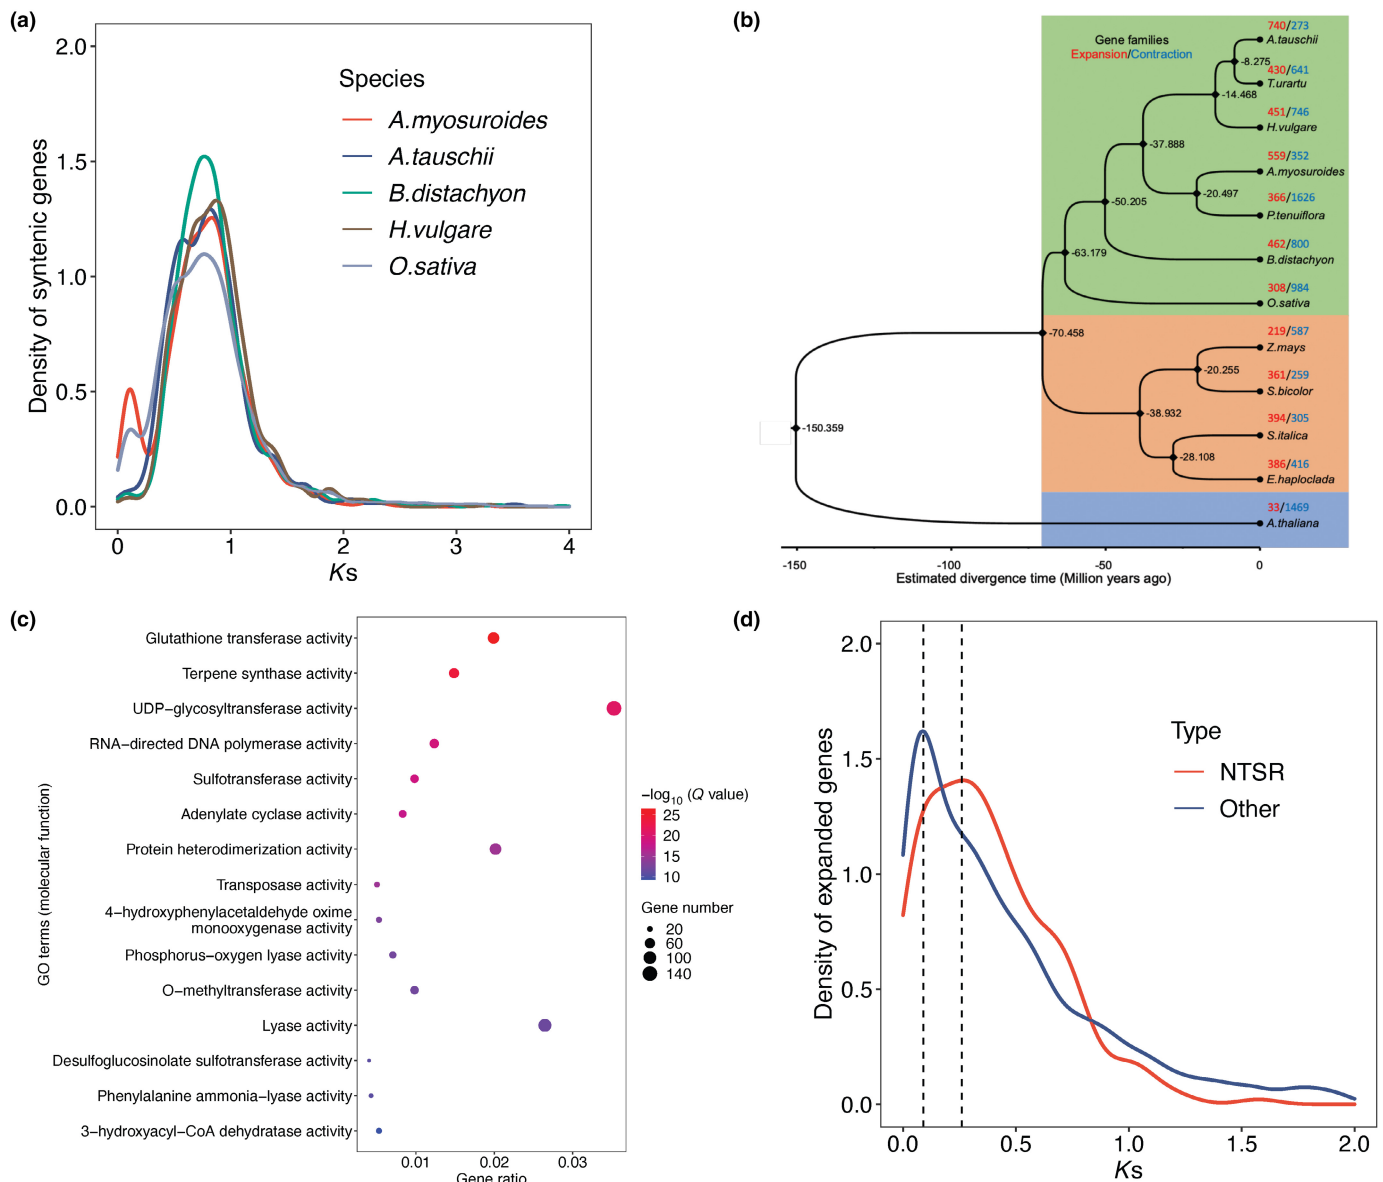 (a)
2.0
1.5
1.0
0.5
0.0
Density of syntenic genes
Species
A.myosuroides
A.tauschii
B.distachyon
H.vulgare
O.sativa
0 1 2 3 4
Ks
(b)
Gene families
Expansion/Contraction
740/273
A.tauschii
-8.275
430/641
T.urartu
-14.468
451/746
H.vulgare
-37.888
559/352
A.myosuroides
-20.497
366/1626
P.tenuiflora
-50.205
462/800
B.distachyon
-63.179
308/984
O.sativa
-70.458
219/587
Z.mays
-20.255
361/259
S.bicolor
-38.932
394/305
S.italica
-28.108
386/416
E.haploclada
-150.359
33/1469
A.thaliana
-150 -100 -50 0
Estimated divergence time (Million years ago)
(c)
GO terms (molecular function)
Glutathione transferase activity
Terpene synthase activity
UDP−glycosyltransferase activity
RNA−directed DNA polymerase activity
Sulfotransferase activity
Adenylate cyclase activity
Protein heterodimerization activity
Transposase activity
4−hydroxyphenylacetaldehyde oxime
monooxygenase activity
Phosphorus−oxygen lyase activity
O−methyltransferase activity
Lyase activity
Desulfoglucosinolate sulfotransferase activity
Phenylalanine ammonia−lyase activity
3−hydroxyacyl−CoA dehydratase activity
0.01 0.02 0.03
Gene ratio
−log10 (Q value)
25
20
15
10
Gene number
20
60
100
140
(d)
2.0
1.5
1.0
0.5
0.0
Density of expanded genes
Type
NTSR
Other
0.0 0.5 1.0 1.5 2.0
Ks